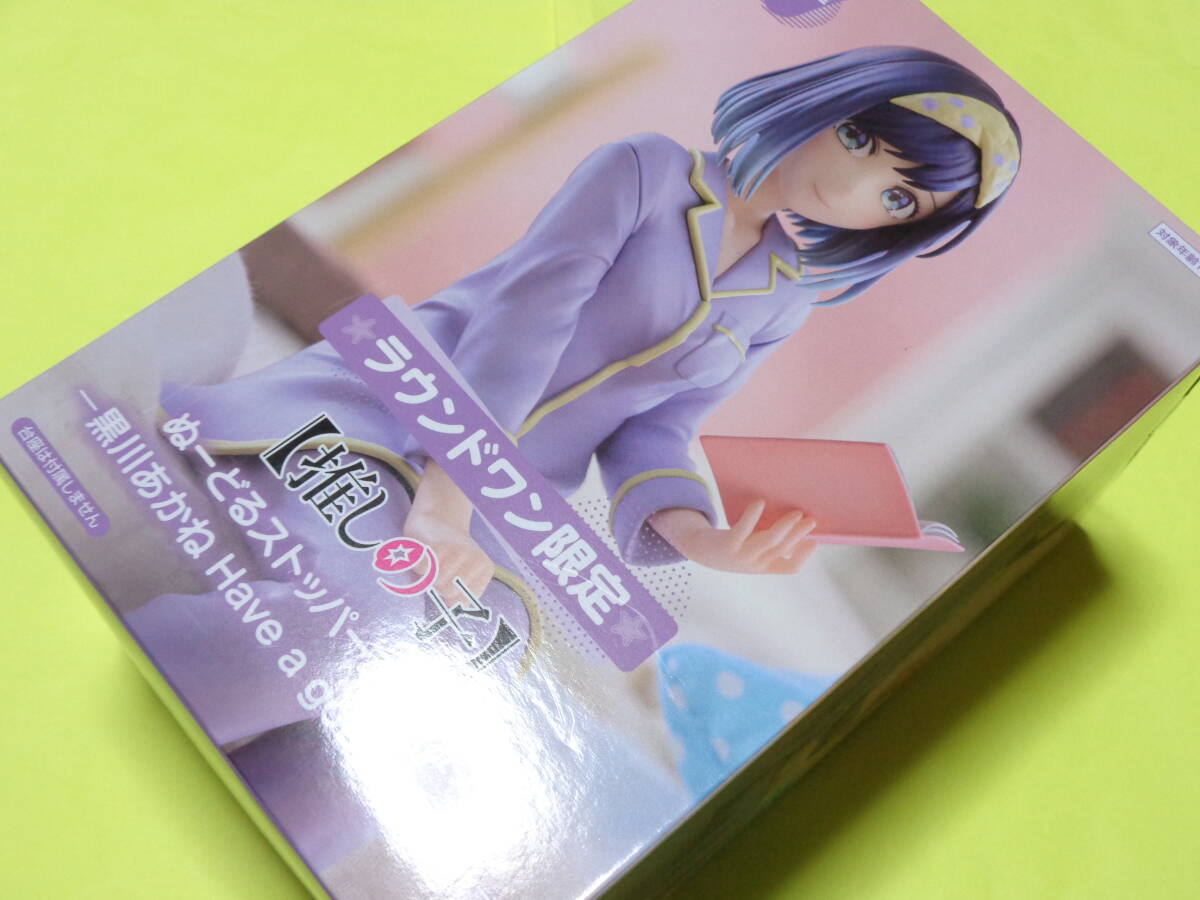 対象年齢
★ラウンドワン限定★
【推しの子】
ぬーどるストッパー
ー黒川あかね Have a
台座は付属しません